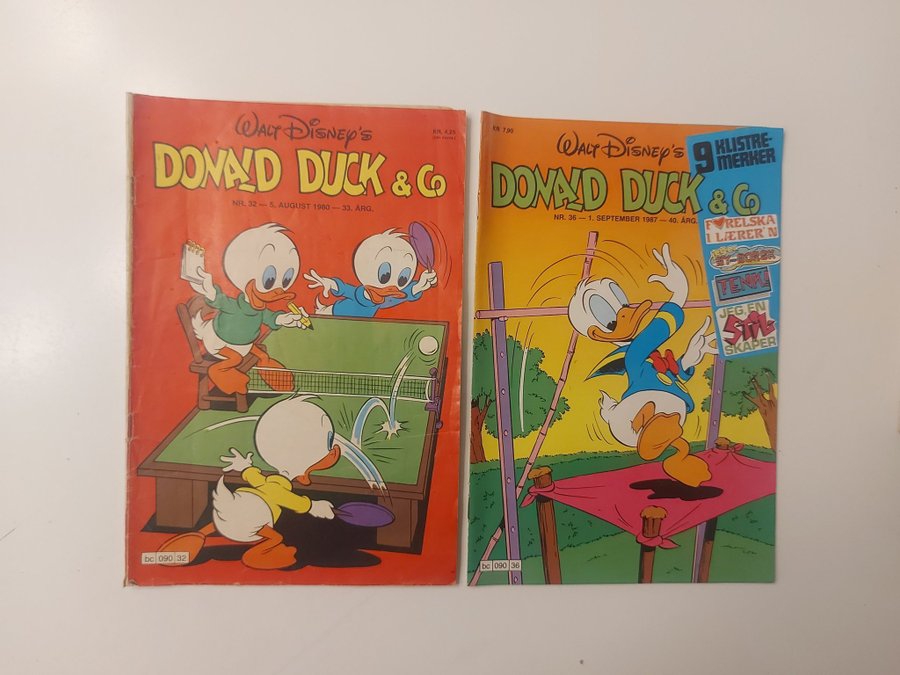 WALT DISNEY'S
KR. 4,25
DONALD DUCK & Co
NR. 32 — 5. AUGUST 1980 — 33. ÅRG.
bc 090 32
KR. 7,90
WALT DISNEY'S
DONALD DUCK & Co
NR. 36 — 1. SEPTEMBER 1987 — 40. ÅRG.
9 KLISTRE-
MERKER
FORELSKA
I LÆRER'N
TENK!
JEG, EN
STIL
SKAPER
bc 090 36